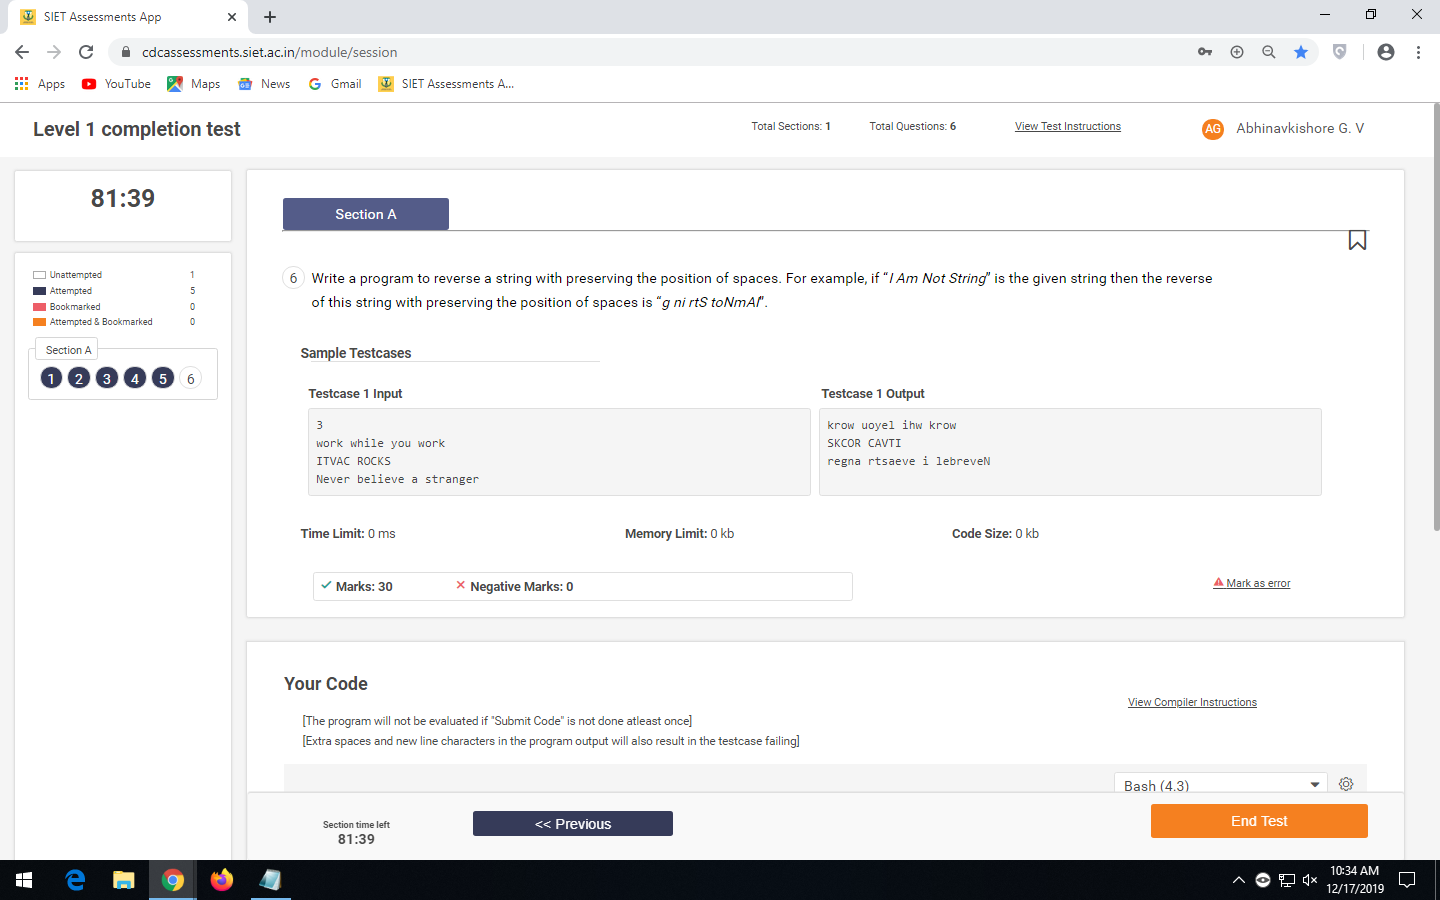 SIET Assessments App
cdcassessments.siet.ac.in/module/session
Apps YouTube Maps News Gmail SIET Assessments A...
Level 1 completion test
Total Sections: 1 Total Questions: 6 View Test Instructions AG Abhinavkishore G. V
81:39
Unattempted 1
Attempted 5
Bookmarked 0
Attempted & Bookmarked 0
Section A
1 2 3 4 5 6
Section A
6 Write a program to reverse a string with preserving the position of spaces. For example, if “I Am Not String” is the given string then the reverse
of this string with preserving the position of spaces is “g ni rtS toNmAI”.
Sample Testcases
Testcase 1 Input
3
work while you work
ITVAC ROCKS
Never believe a stranger
Testcase 1 Output
krow uoyel ihw krow
SKCOR CAVTI
regna rtsaeve i lebreveN
Time Limit: 0 ms Memory Limit: 0 kb Code Size: 0 kb
Marks: 30 Negative Marks: 0 Mark as error
Your Code
View Compiler Instructions
[The program will not be evaluated if "Submit Code" is not done atleast once]
[Extra spaces and new line characters in the program output will also result in the testcase failing]
Bash (4.3)
Section time left
81:39
<< Previous
End Test
10:34 AM
12/17/2019